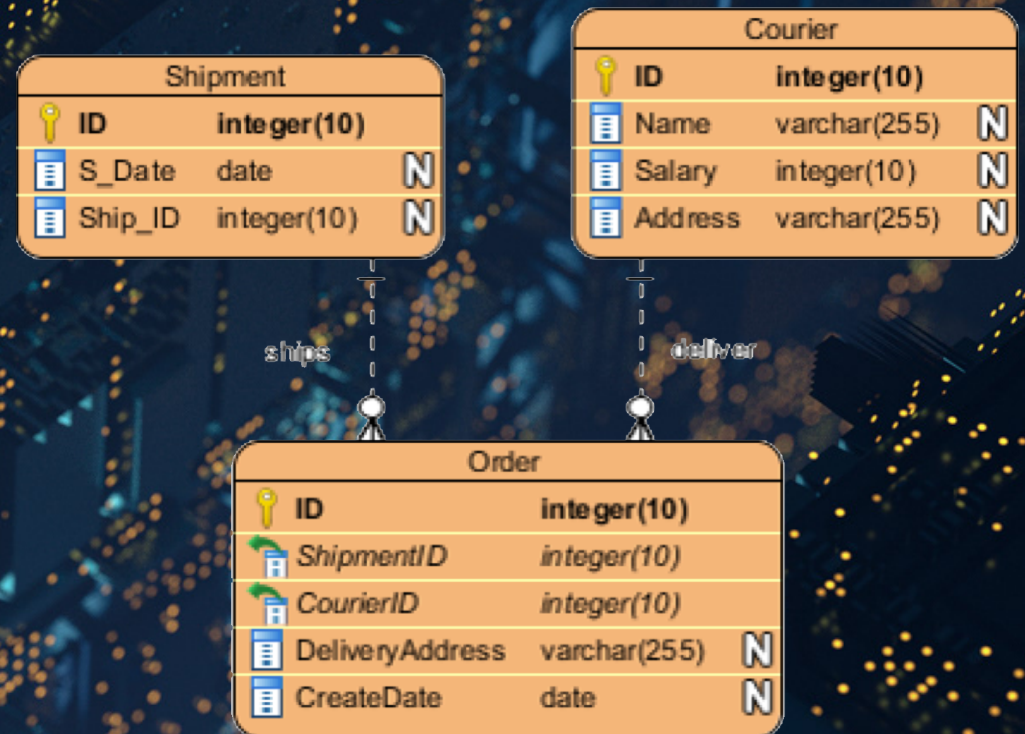 Shipment
ID integer(10)
S_Date date N
Ship_ID integer(10) N
Courier
ID integer(10)
Name varchar(255) N
Salary integer(10) N
Address varchar(255) N
ships
deliver
Order
ID integer(10)
ShipmentID integer(10)
CourierID integer(10)
DeliveryAddress varchar(255) N
CreateDate date N